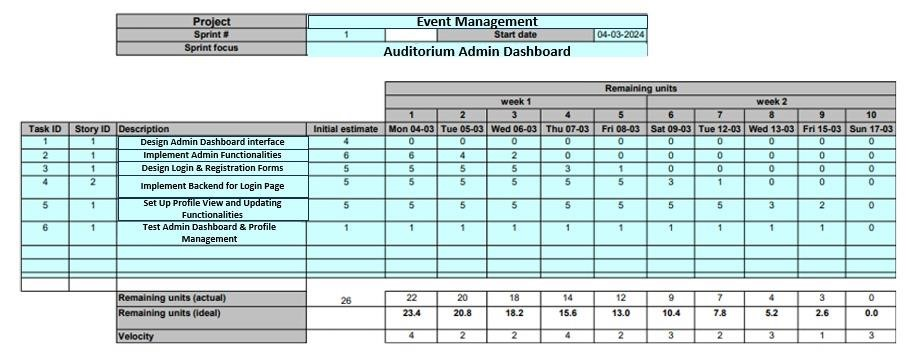 Project Event Management
Sprint # 1 Start date 04-03-2024
Sprint focus Auditorium Admin Dashboard
Remaining units
week 1 week 2
1 2 3 4 5 6 7 8 9 10
Task ID Story ID Description Initial estimate Mon 04-03 Tue 05-03 Wed 06-03 Thu 07-03 Fri 08-03 Sat 09-03 Tue 12-03 Wed 13-03 Fri 15-03 Sun 17-03
1 1 Design Admin Dashboard interface 4 0 0 0 0 0 0 0 0 0 0
2 1 Implement Admin Functionalities 6 6 4 2 0 0 0 0 0 0 0
3 1 Design Login & Registration Forms 5 5 5 5 3 1 0 0 0 0 0
4 2 Implement Backend for Login Page 5 5 5 5 5 5 3 1 0 0 0
5 1 Set Up Profile View and Updating 5 5 5 5 5 5 5 5 3 2 0
Functionalities
6 1 Test Admin Dashboard & Profile 1 1 1 1 1 1 1 1 1 1 0
Management
Remaining units (actual) 26 22 20 18 14 12 9 7 4 3 0
Remaining units (ideal) 23.4 20.8 18.2 15.6 13.0 10.4 7.8 5.2 2.6 0.0
Velocity 4 2 2 4 2 3 2 3 1 3